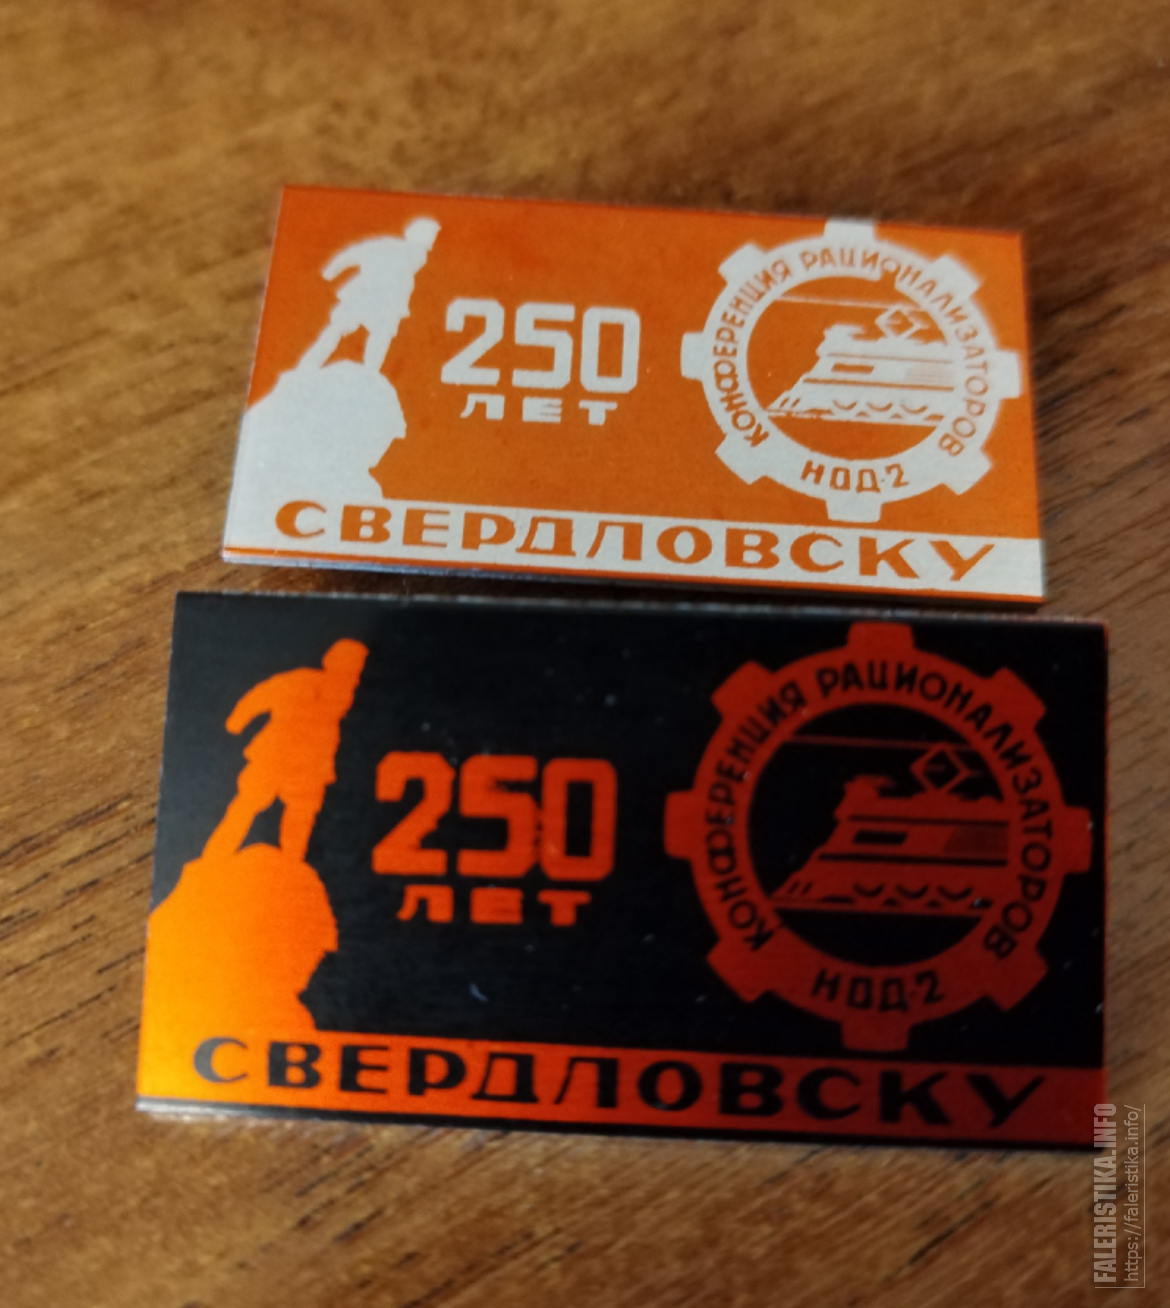 250
ЛЕТ
КОНФЕРЕНЦИЯ РАЦИОНАЛИЗАТОРОВ
НОД-2
СВЕРДЛОВСКУ
250
ЛЕТ
КОНФЕРЕНЦИЯ РАЦИОНАЛИЗАТОРОВ
НОД-2
СВЕРДЛОВСКУ
FALERISTIKA.INFO
https://faleristika.info/